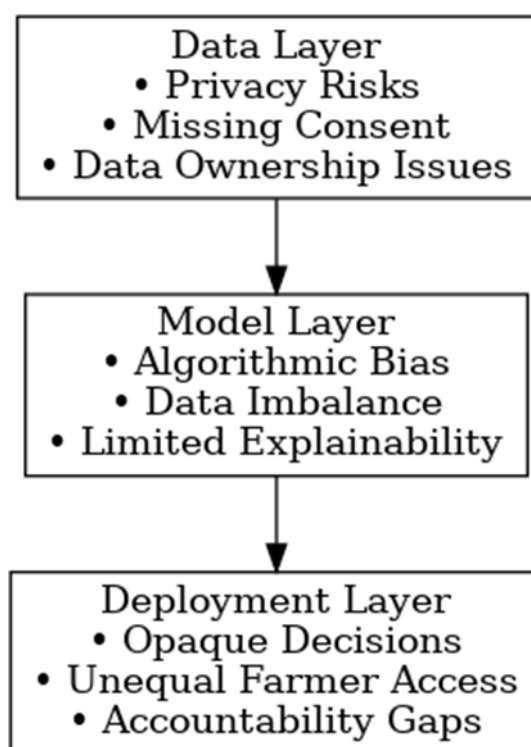 Data Layer
• Privacy Risks
• Missing Consent
• Data Ownership Issues
Model Layer
• Algorithmic Bias
• Data Imbalance
• Limited Explainability
Deployment Layer
• Opaque Decisions
• Unequal Farmer Access
• Accountability Gaps